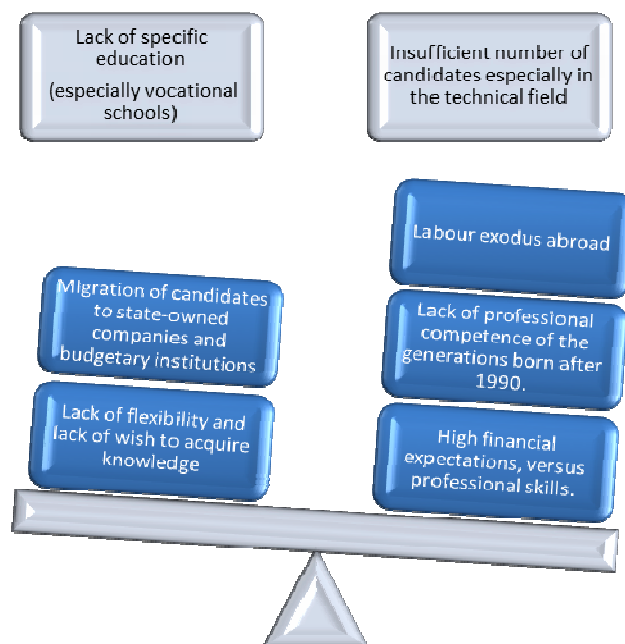 Lack of specific
education
(especially vocational
schools)
Insufficient number of
candidates especially in
the technical field
Migration of candidates
to state-owned
companies and
budgetary institutions
Lack of flexibility and
lack of wish to acquire
knowledge
Labour exodus abroad
Lack of professional
competence of the
generations born after
1990.
High financial
expectations, versus
professional skills.